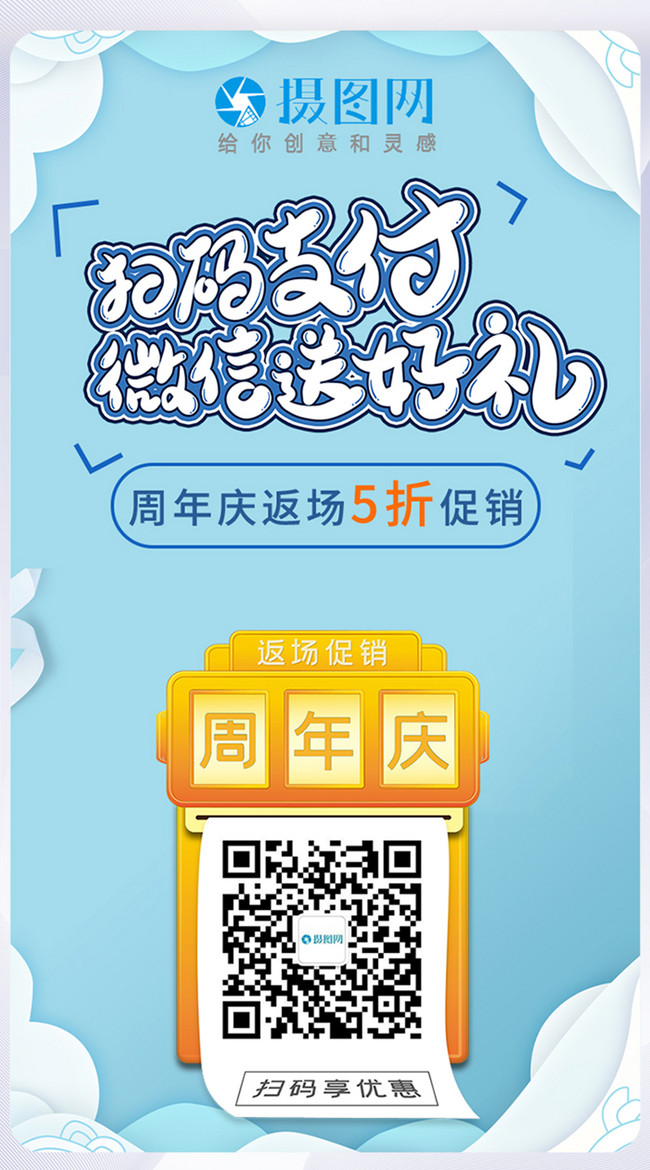 摄图网
给你创意和灵感
扫码支付
微信送好礼
周年庆返场5折促销
返场促销
周年庆
摄图网
扫码享优惠